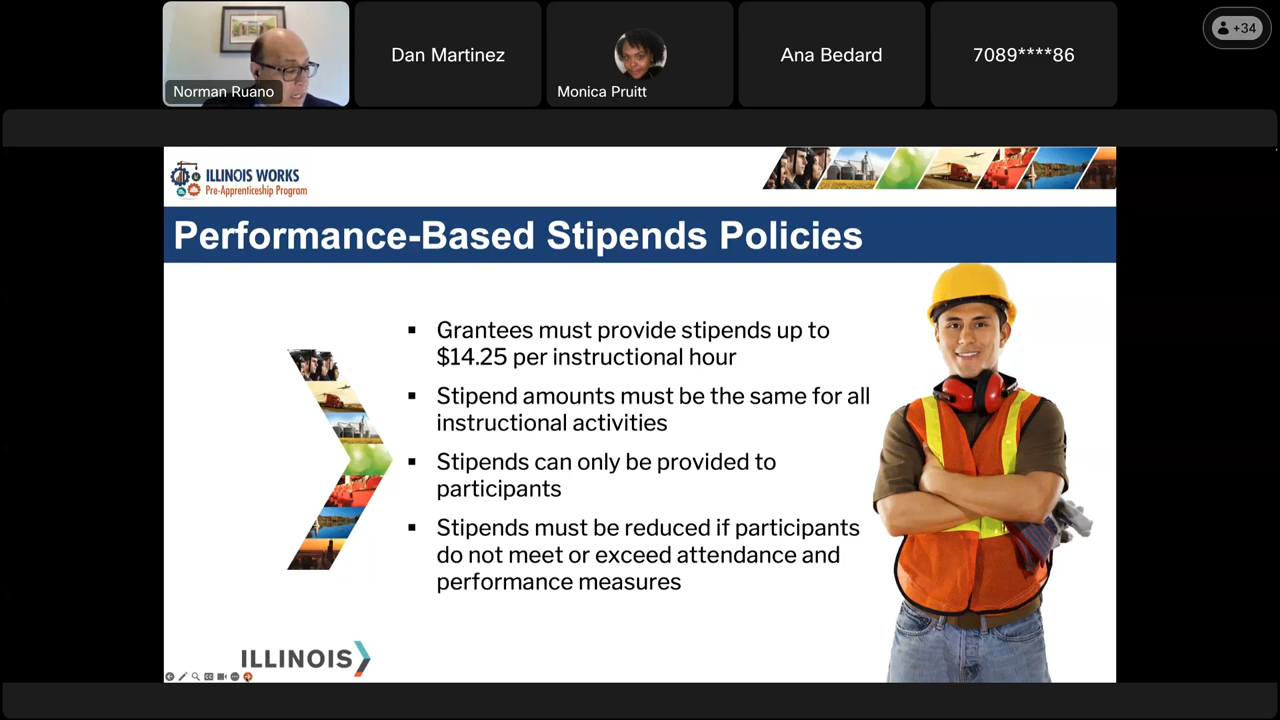 Norman Ruano
Dan Martinez
Monica Pruitt
Ana Bedard
7089****86
+34
ILLINOIS WORKS
Pre-Apprenticeship Program
Performance-Based Stipends Policies
▪ Grantees must provide stipends up to
$14.25 per instructional hour
▪ Stipend amounts must be the same for all
instructional activities
▪ Stipends can only be provided to
participants
▪ Stipends must be reduced if participants
do not meet or exceed attendance and
performance measures
ILLINOIS